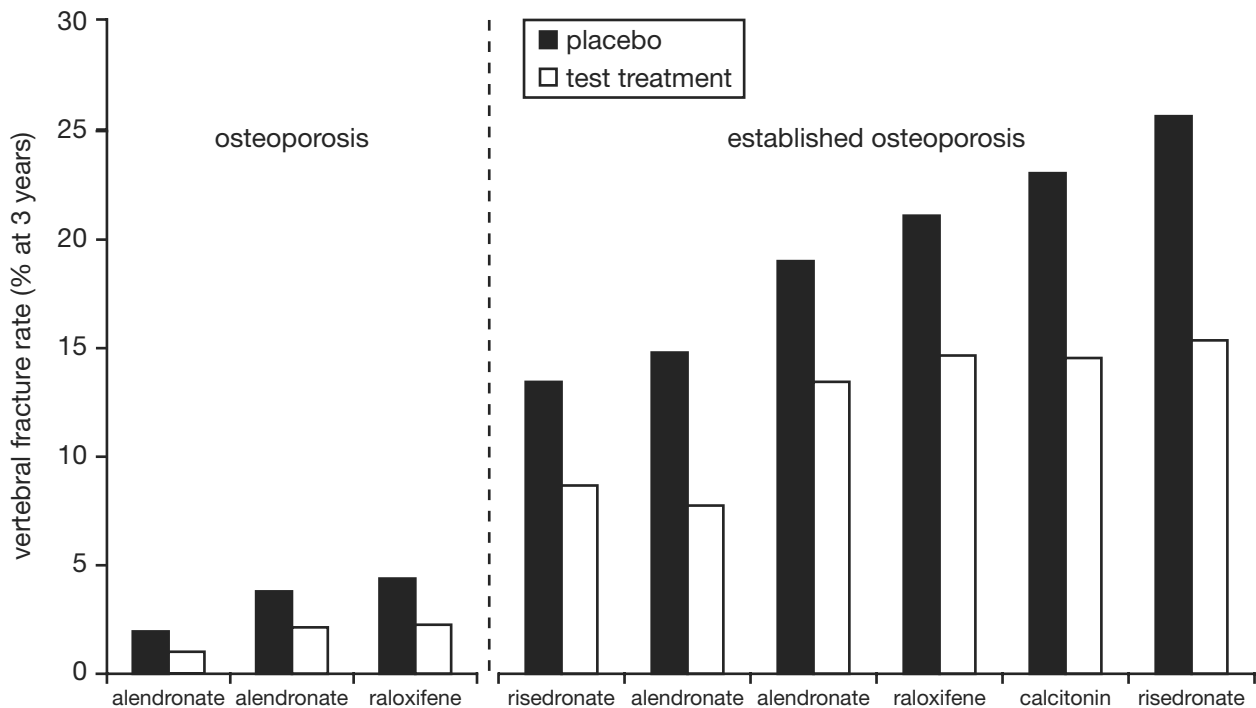 30
25
20
15
10
5
0
vertebral fracture rate (% at 3 years)
placebo
test treatment
osteoporosis
established osteoporosis
alendronate alendronate raloxifene risedronate alendronate alendronate raloxifene calcitonin risedronate